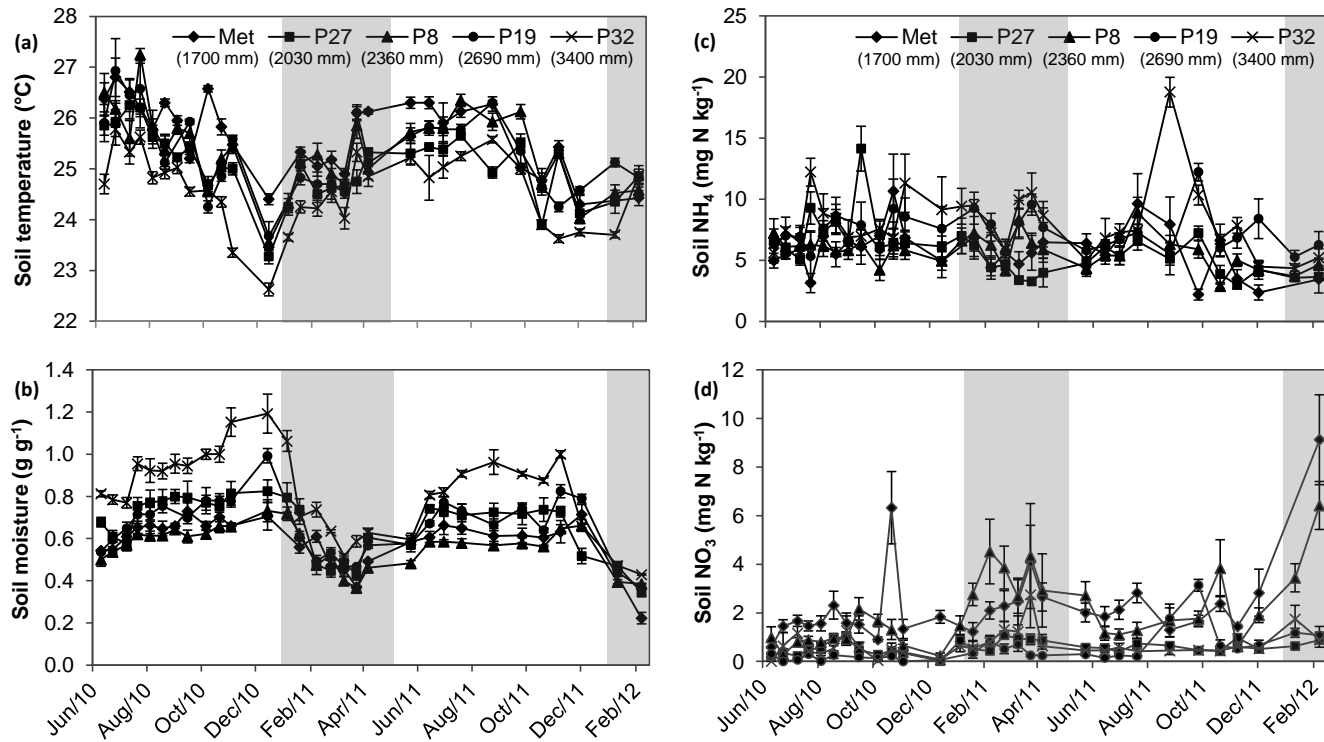 (a)
Met P27 P8 P19 P32
(1700 mm) (2030 mm) (2360 mm) (2690 mm) (3400 mm)
Soil temperature (°C)
28
27
26
25
24
23
22
(c)
Met P27 P8 P19 P32
(1700 mm) (2030 mm) (2360 mm) (2690 mm) (3400 mm)
Soil NH4 (mg N kg-1)
25
20
15
10
5
0
(b)
Soil moisture (g g-1)
1.4
1.2
1.0
0.8
0.6
0.4
0.2
0.0
Jun/10 Aug/10 Oct/10 Dec/10 Feb/11 Apr/11 Jun/11 Aug/11 Oct/11 Dec/11 Feb/12
(d)
Soil NO3 (mg N kg-1)
12
10
8
6
4
2
0
Jun/10 Aug/10 Oct/10 Dec/10 Feb/11 Apr/11 Jun/11 Aug/11 Oct/11 Dec/11 Feb/12